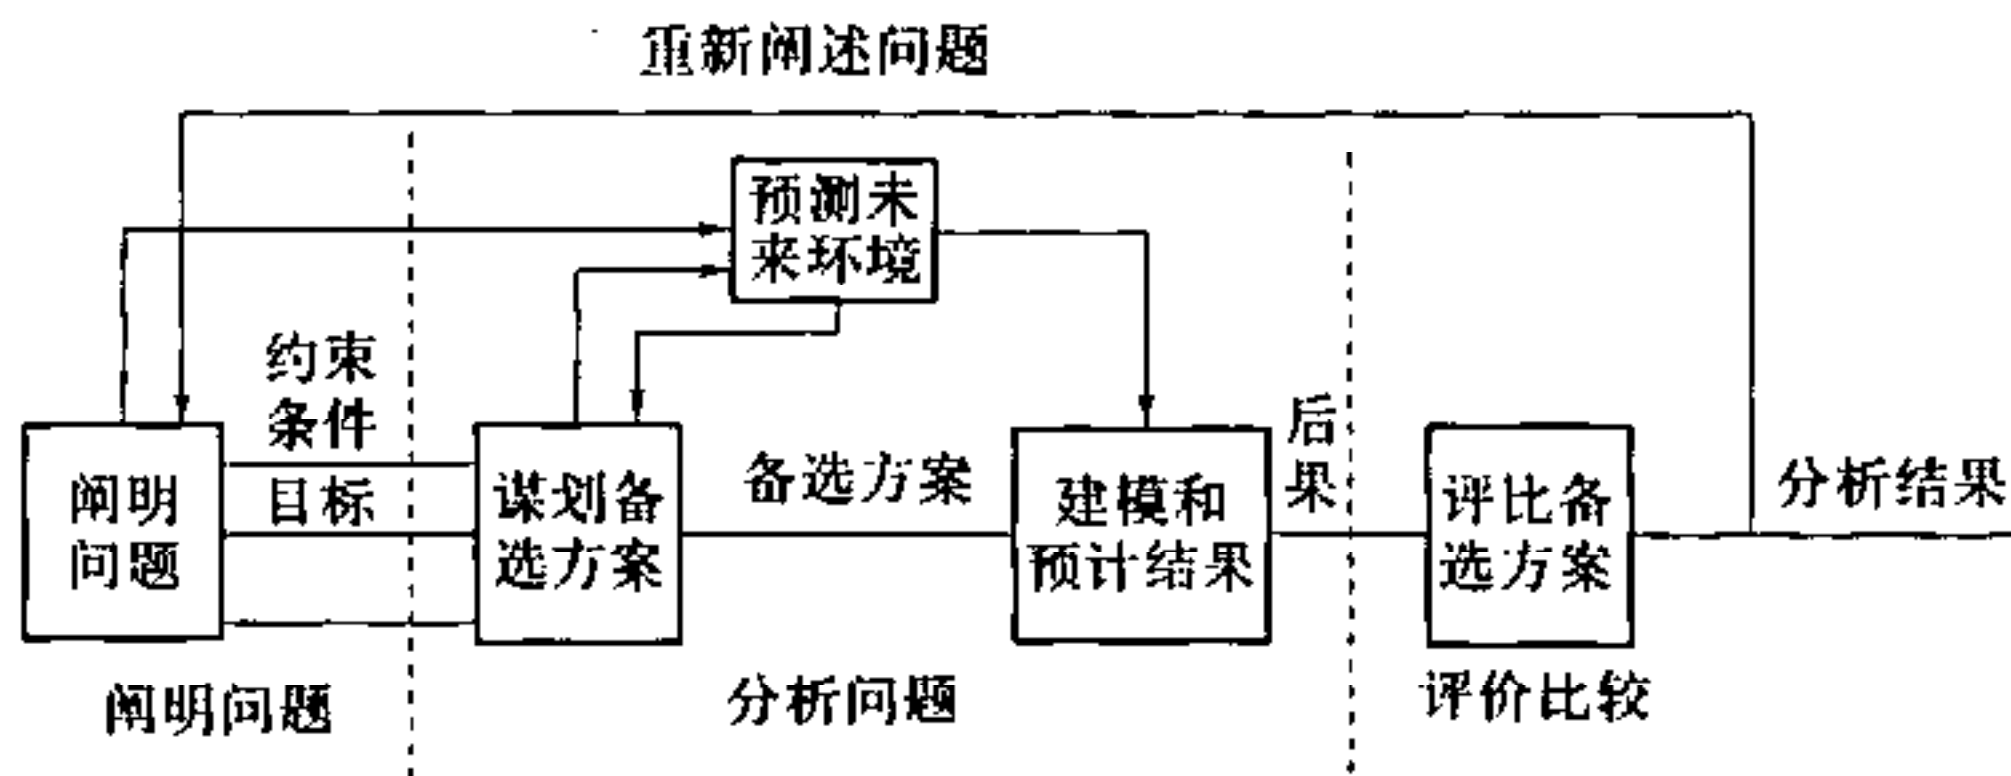 重新阐述问题
预测未
来环境
约束
条件
目标
阐明
问题
谋划备
选方案
备选方案
建模和
预计结果
后
果
评比备
选方案
分析结果
阐明问题
分析问题
评价比较